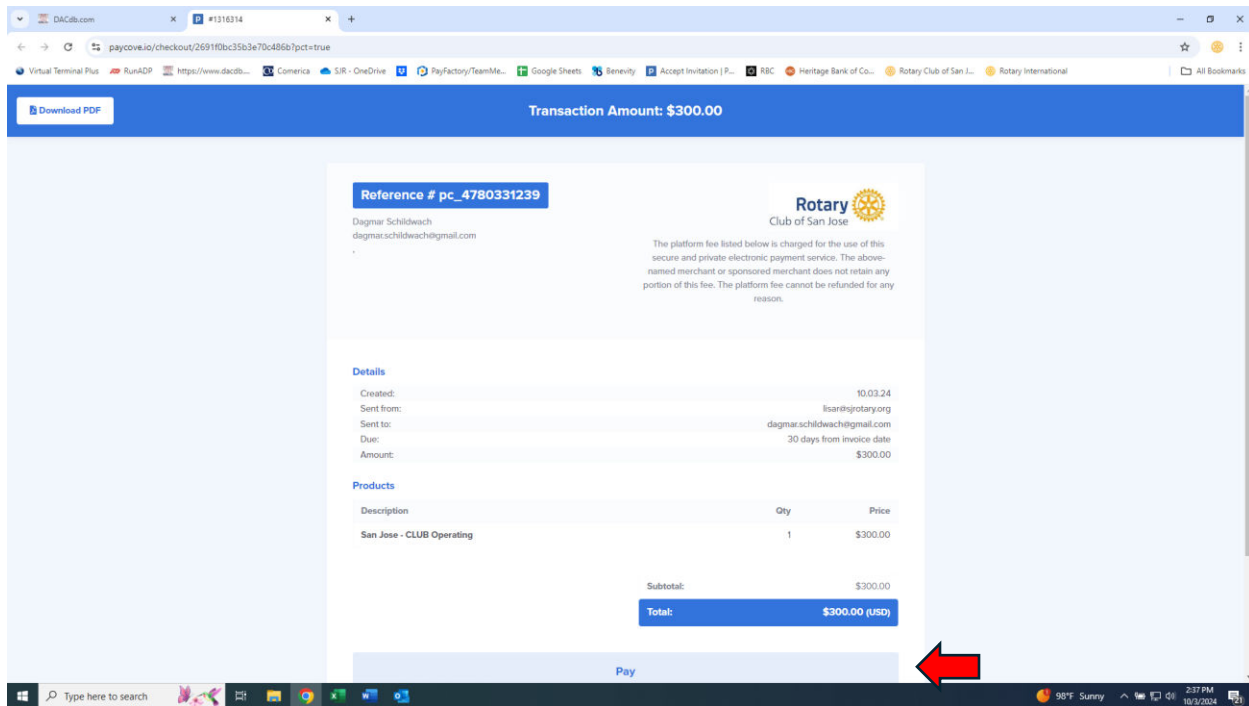 DACdb.com
#1316314
paycove.io/checkout/2691f0bc35b3e70c486b?pct=true
Virtual Terminal Plus RunADP https://www.dacdb... Comerica SJR - OneDrive PayFactory/TeamMe... Google Sheets Benevity Accept Invitation | P... RBC Heritage Bank of Co... Rotary Club of San J... Rotary International All Bookmarks
Download PDF
Transaction Amount: $300.00
Reference # pc_4780331239
Dagmar Schildwach
dagmar.schildwach@gmail.com
,
Rotary
Club of San Jose
The platform fee listed below is charged for the use of this
secure and private electronic payment service. The above-
named merchant or sponsored merchant does not retain any
portion of this fee. The platform fee cannot be refunded for any
reason.
Details
Created: 10.03.24
Sent from: lisar@sjrotary.org
Sent to: dagmar.schildwach@gmail.com
Due: 30 days from invoice date
Amount: $300.00
Products
Description Qty Price
San Jose - CLUB Operating 1 $300.00
Subtotal: $300.00
Total: $300.00 (USD)
Pay
Type here to search
98°F Sunny
2:37 PM
10/3/2024
21